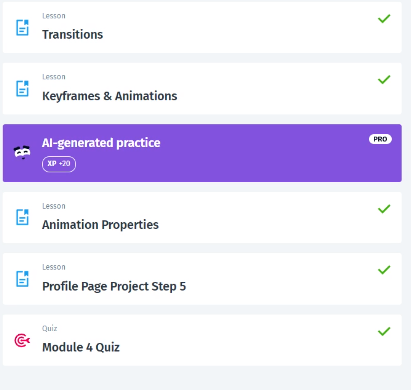 Lesson
Transitions
Lesson
Keyframes & Animations
AI-generated practice
PRO
XP +20
Lesson
Animation Properties
Lesson
Profile Page Project Step 5
Quiz
Module 4 Quiz